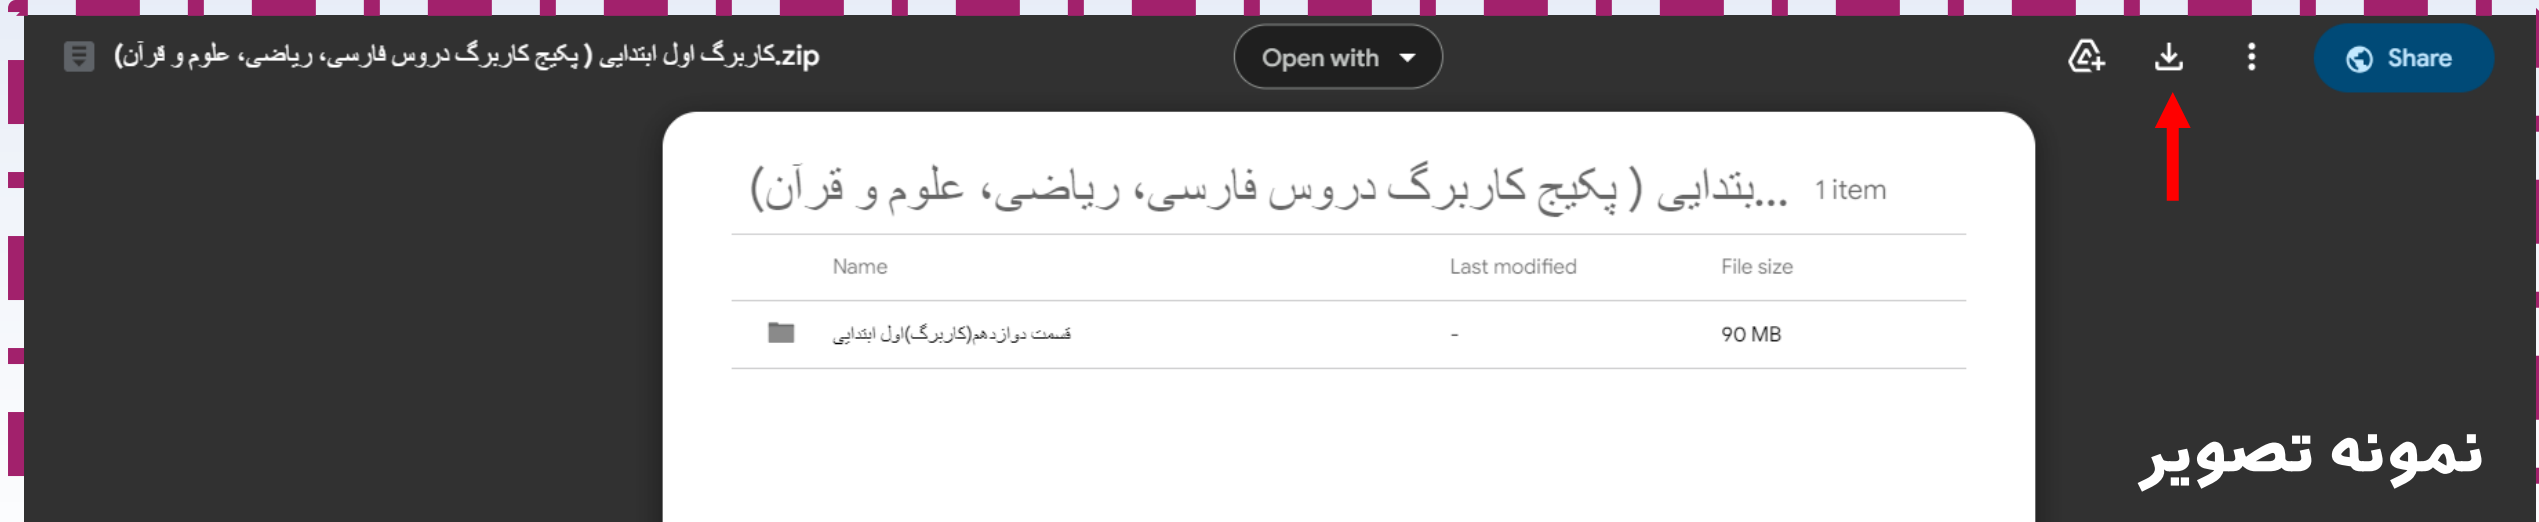 کاربرگ اول ابتدایی ( پکیج کاربرگ دروس فارسی، ریاضی، علوم و قرآن).zip
Open with
Share
...بتدایی ( پکیج کاربرگ دروس فارسی، ریاضی، علوم و قرآن)
1 item
Name Last modified File size
قسمت دوازدهم(کاربرگ)اول ابتدایی - 90 MB
نمونه تصویر